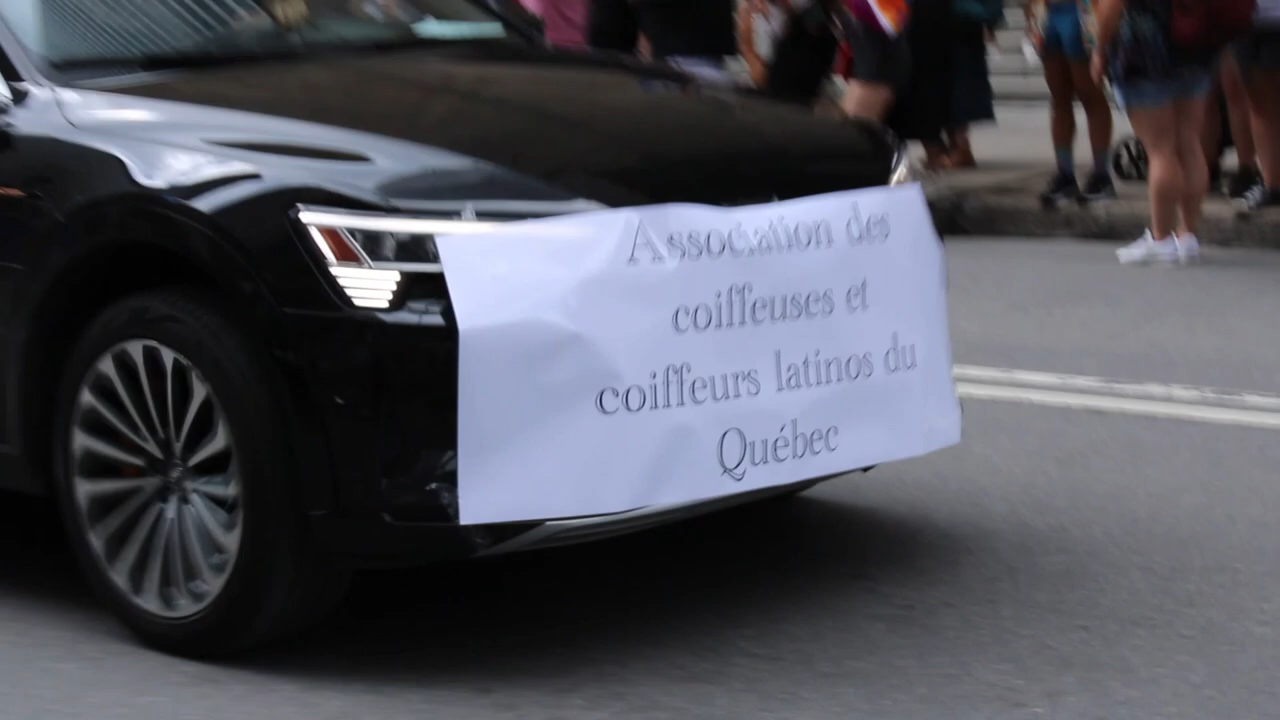 Association des
coiffeuses et
coiffeurs latinos du
Québec